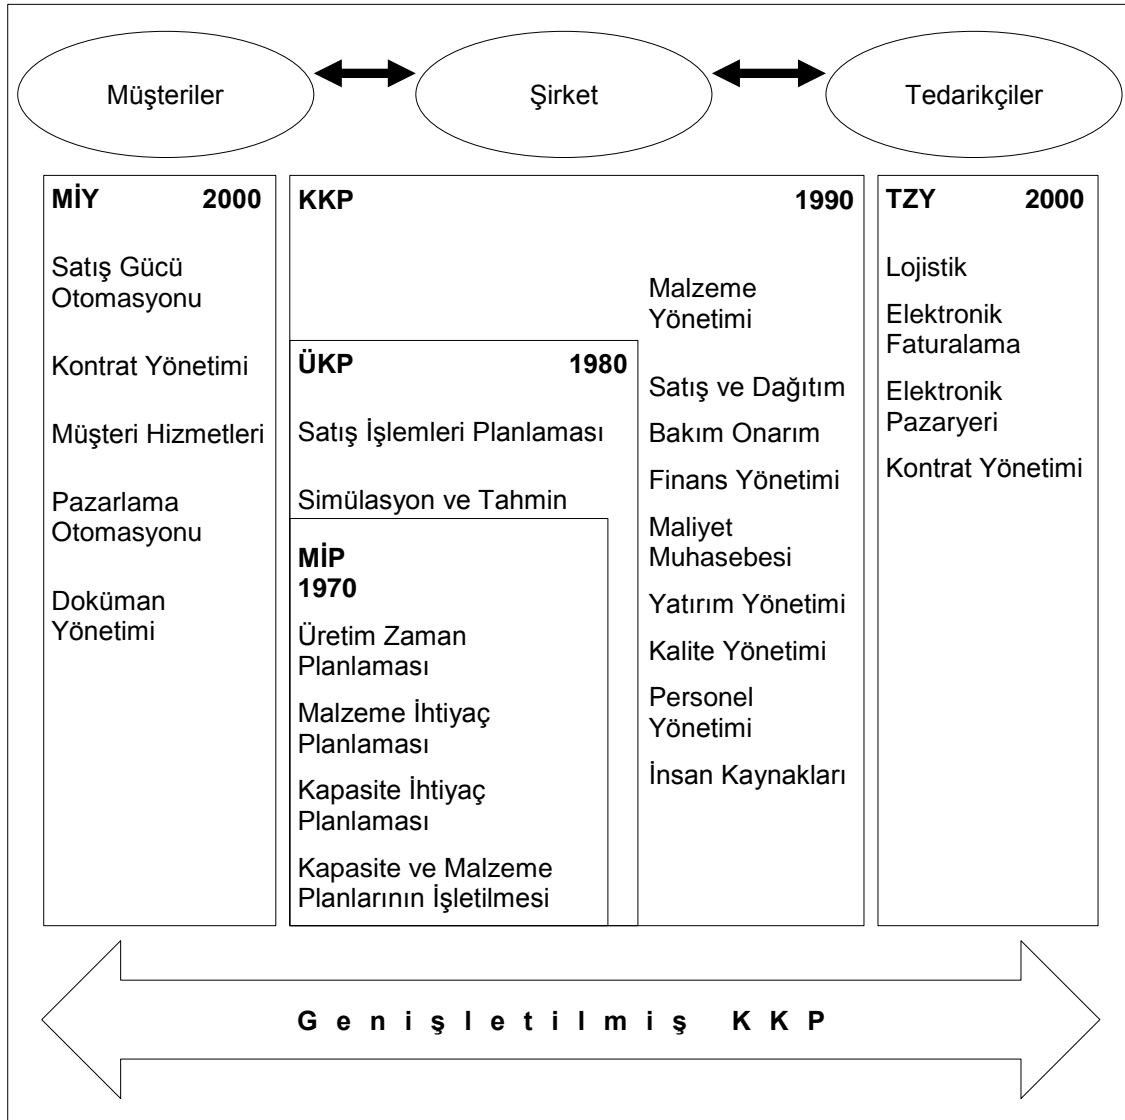 Müşteriler
Şirket
Tedarikçiler
MİY 2000
Satış Gücü
Otomasyonu
Kontrat Yönetimi
Müşteri Hizmetleri
Pazarlama
Otomasyonu
Doküman
Yönetimi
KKP 1990
ÜKP 1980
Satış İşlemleri Planlaması
Simülasyon ve Tahmin
MİP
1970
Üretim Zaman
Planlaması
Malzeme İhtiyaç
Planlaması
Kapasite İhtiyaç
Planlaması
Kapasite ve Malzeme
Planlarının İşletilmesi
Malzeme
Yönetimi
Satış ve Dağıtım
Bakım Onarım
Finans Yönetimi
Maliyet
Muhasebesi
Yatırım Yönetimi
Kalite Yönetimi
Personel
Yönetimi
İnsan Kaynakları
TZY 2000
Lojistik
Elektronik
Faturalama
Elektronik
Pazaryeri
Kontrat Yönetimi
Genişletilmiş KKP